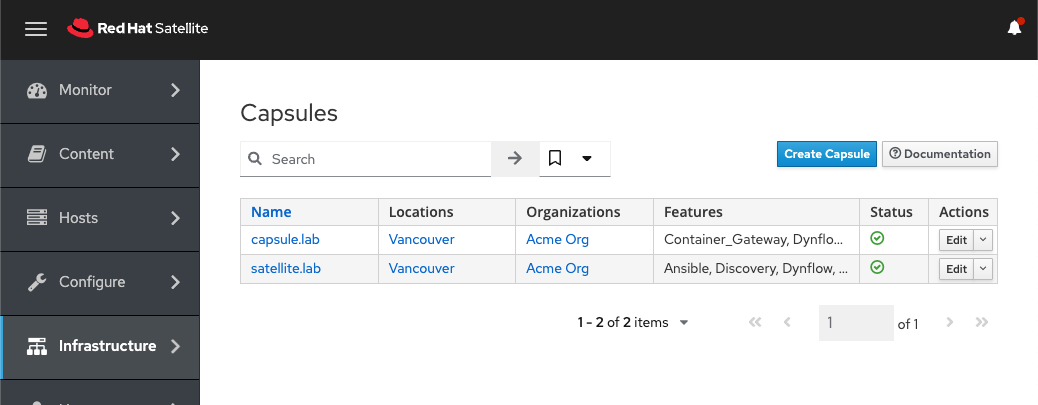 Red Hat Satellite
Monitor
Content
Hosts
Configure
Infrastructure
Capsules
Search
Create Capsule
Documentation
Name Locations Organizations Features Status Actions
capsule.lab Vancouver Acme Org Container_Gateway, Dynflo... Edit
satellite.lab Vancouver Acme Org Ansible, Discovery, Dynflow, ... Edit
1 - 2 of 2 items 1 of 1